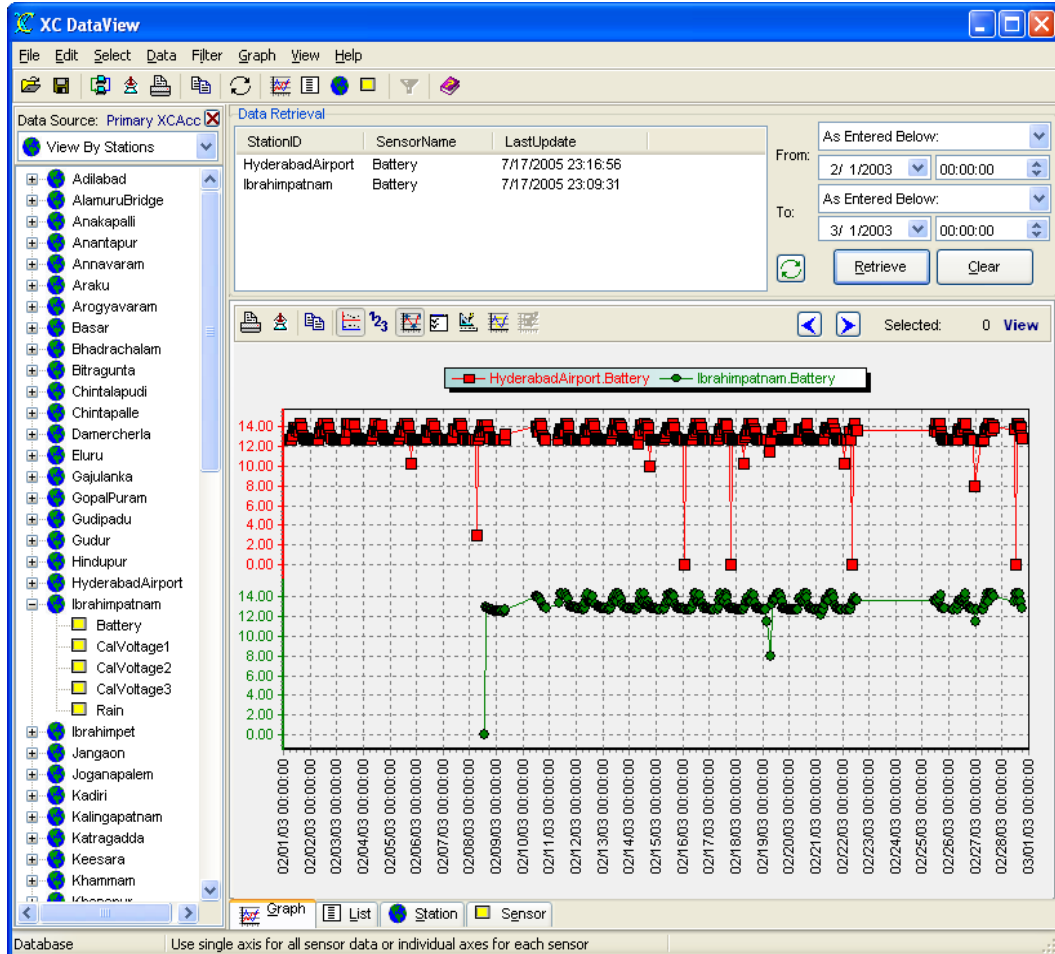 XC DataView
File Edit Select Data Filter Graph View Help
Data Source: Primary XCAcc
View By Stations
Adilabad
AlamuruBridge
Anakapalli
Anantapur
Annavaram
Araku
Arogyavaram
Basar
Bhadrachalam
Bitragunta
Chintalapudi
Chintapalle
Damercherla
Eluru
Gajulanka
GopalPuram
Gudipadu
Gudur
Hindupur
HyderabadAirport
Ibrahimpatnam
Battery
CalVoltage1
CalVoltage2
CalVoltage3
Rain
Ibrahimpet
Jangaon
Joganapalem
Kadiri
Kalingapatnam
Katragadda
Keesara
Khammam
Data Retrieval
StationID SensorName LastUpdate
HyderabadAirport Battery 7/17/2005 23:16:56
Ibrahimpatnam Battery 7/17/2005 23:09:31
From:
As Entered Below:
2/ 1/2003 00:00:00
To:
As Entered Below:
3/ 1/2003 00:00:00
Retrieve Clear
123
Selected: 0 View
HyderabadAirport.Battery Ibrahimpatnam.Battery
14.00
12.00
10.00
8.00
6.00
4.00
2.00
0.00
14.00
12.00
10.00
8.00
6.00
4.00
2.00
0.00
02/01/03 00:00:00
02/02/03 00:00:00
02/03/03 00:00:00
02/04/03 00:00:00
02/05/03 00:00:00
02/06/03 00:00:00
02/07/03 00:00:00
02/08/03 00:00:00
02/09/03 00:00:00
02/10/03 00:00:00
02/11/03 00:00:00
02/12/03 00:00:00
02/13/03 00:00:00
02/14/03 00:00:00
02/15/03 00:00:00
02/16/03 00:00:00
02/17/03 00:00:00
02/18/03 00:00:00
02/19/03 00:00:00
02/20/03 00:00:00
02/21/03 00:00:00
02/22/03 00:00:00
02/23/03 00:00:00
02/24/03 00:00:00
02/25/03 00:00:00
02/26/03 00:00:00
02/27/03 00:00:00
02/28/03 00:00:00
03/01/03 00:00:00
Graph List Station Sensor
Database Use single axis for all sensor data or individual axes for each sensor